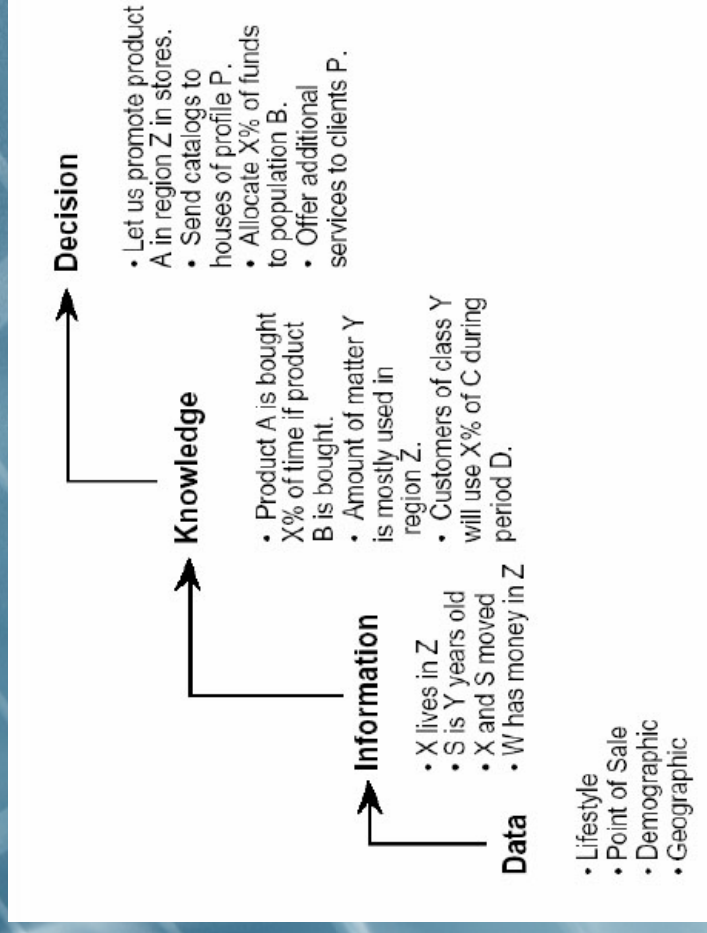 Data
• Lifestyle
• Point of Sale
• Demographic
• Geographic
Information
• X lives in Z
• S is Y years old
• X and S moved
• W has money in Z
Knowledge
• Product A is bought
X% of time if product
B is bought.
• Amount of matter Y
is mostly used in
region Z.
• Customers of class Y
will use X% of C during
period D.
Decision
• Let us promote product
A in region Z in stores.
• Send catalogs to
houses of profile P.
• Allocate X% of funds
to population B.
• Offer additional
services to clients P.